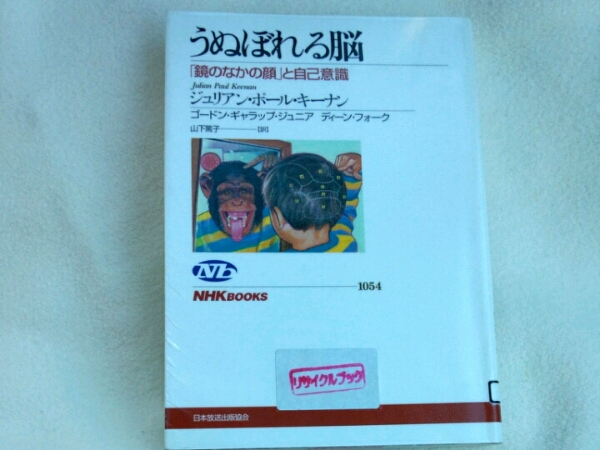 うぬぼれる脳
「鏡のなかの顔」と自己意識
Julian Paul Keenan
ジュリアン・ポール・キーナン
ゴードン・ギャラップ・ジュニア ディーン・フォーク
山下篤子 [訳]
Nb
NHKBOOKS
1054
リサイクルブック
日本放送出版協会